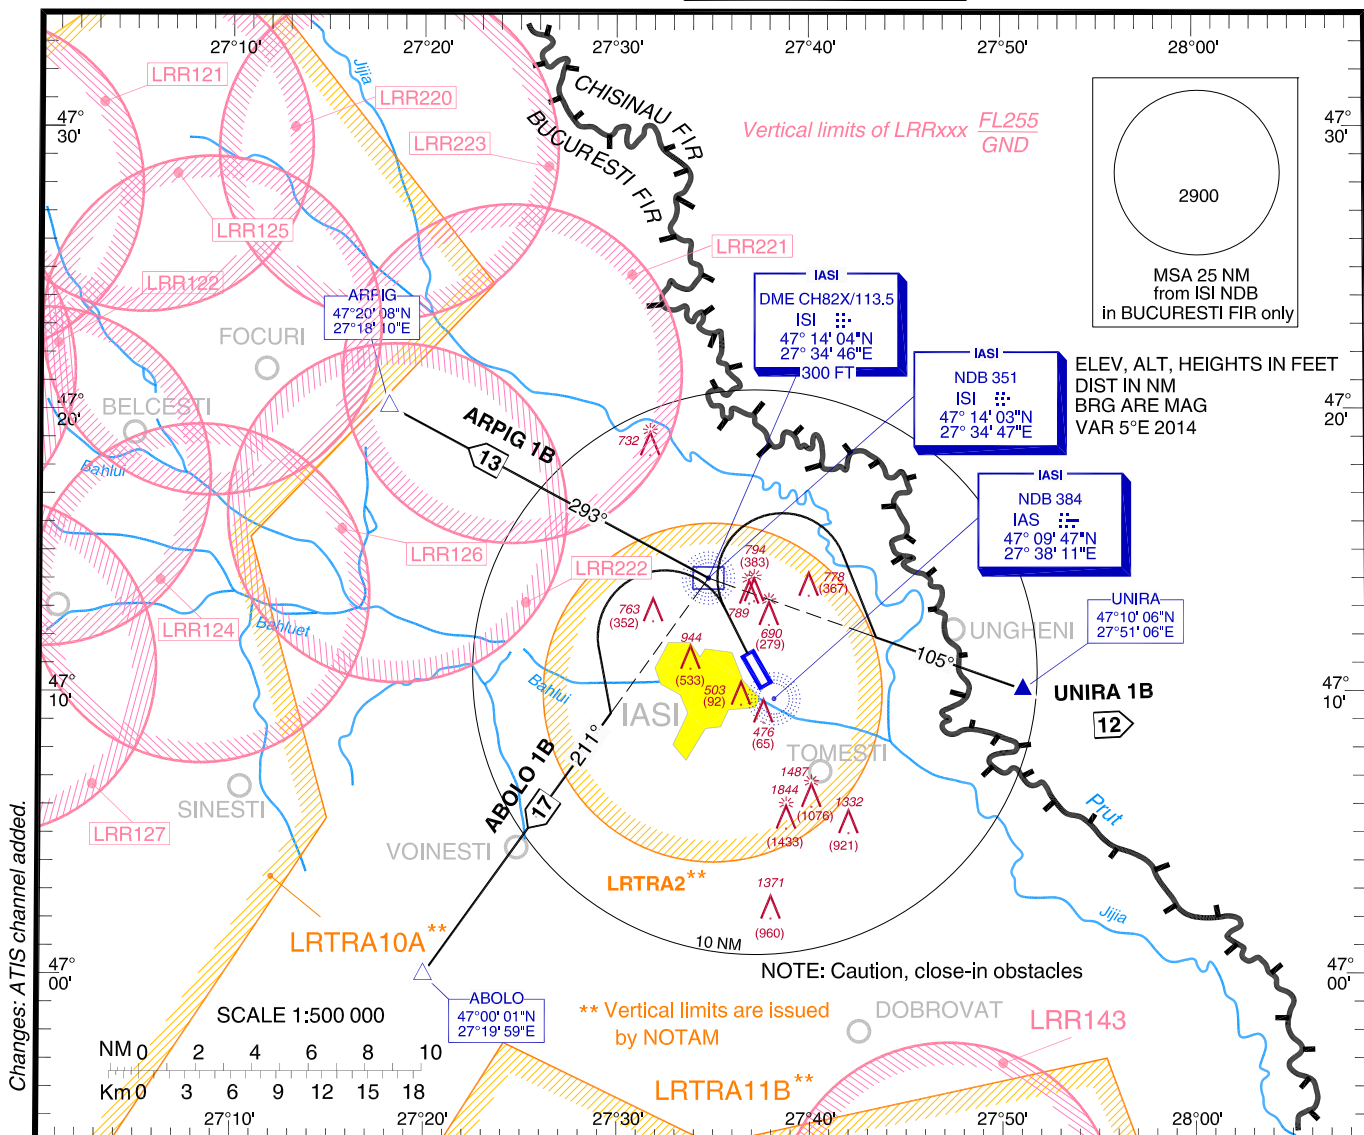 27°10'
27°20'
27°30'
27°40'
27°50'
28°00'
47°
30'
47°
30'
LRR121
LRR220
LRR223
Jijia
CHISINAU FIR
BUCURESTI FIR
Vertical limits of LRRxxx FL255
GND
2900
MSA 25 NM
from ISI NDB
in BUCURESTI FIR only
LRR125
LRR122
LRR221
ARPIG
47°20' 08"N
27°18' 10"E
FOCURI
BELCESTI
IASI
DME CH82X/113.5
ISI
47° 14' 04"N
27° 34' 46"E
300 FT
IASI
NDB 351
ISI
47° 14' 03"N
27° 34' 47"E
ELEV, ALT, HEIGHTS IN FEET
DIST IN NM
BRG ARE MAG
VAR 5°E 2014
47°
20'
47°
20'
ARPIG 1B
13
293°
732
Bahlui
IASI
NDB 384
IAS
47° 09' 47"N
27° 38' 11"E
LRR126
LRR222
LRR124
Bahluet
794
(383)
789
778
(367)
690
(279)
763
(352)
944
(533)
503
(92)
476
(65)
UNGHENI
UNIRA
47°10' 06"N
27°51' 06"E
105°
UNIRA 1B
12
47°
10'
47°
10'
Bahlui
IASI
211°
ABOLO 1B
17
TOMESTI
1487
(1076)
1844
(1433)
1332
(921)
1371
(960)
SINESTI
LRR127
VOINESTI
Prut
Jijia
LRTRA2**
LRTRA10A**
10 NM
NOTE: Caution, close-in obstacles
47°
00'
47°
00'
ABOLO
47°00' 01"N
27°19' 59"E
SCALE 1:500 000
** Vertical limits are issued
by NOTAM
DOBROVAT
LRR143
LRTRA11B**
NM 0 2 4 6 8 10
Km 0 3 6 9 12 15 18
27°10'
27°20'
27°30'
27°40'
27°50'
28°00'
Changes: ATIS channel added.